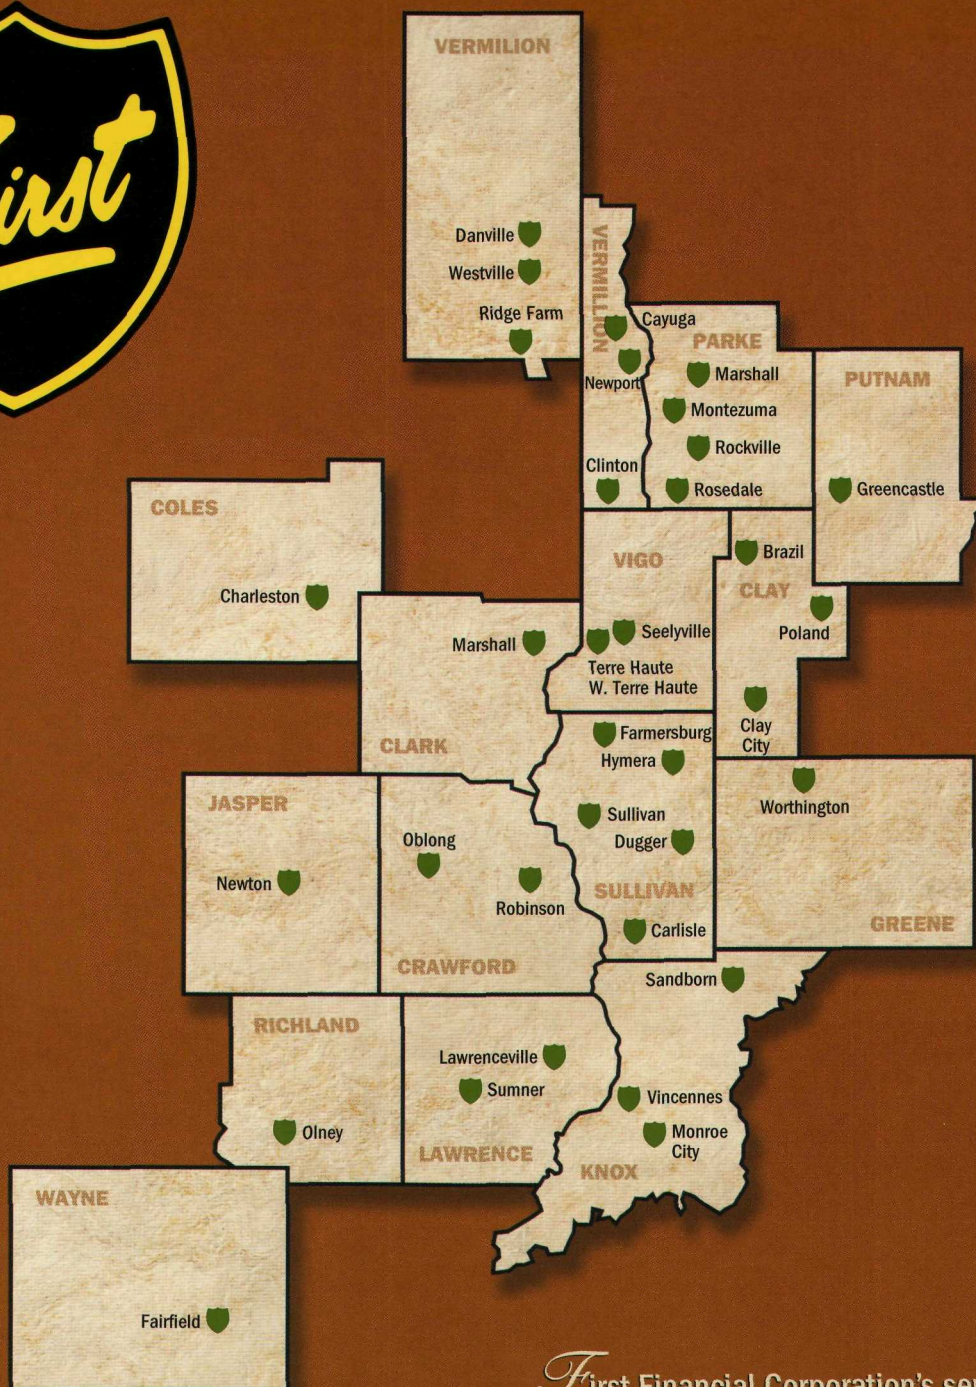 VERMILION
Danville
Westville
Ridge Farm
First
VERMILLION
Cayuga
Newport
Clinton
PARKE
Marshall
Montezuma
Rockville
Rosedale
PUTNAM
Greencastle
COLES
Charleston
VIGO
Seelyville
Terre Haute
W. Terre Haute
Brazil
CLAY
Poland
Clay
City
Marshall
CLARK
Farmersburg
Hymera
Sullivan
Dugger
SULLIVAN
Carlisle
Worthington
GREENE
JASPER
Newton
Oblong
Robinson
CRAWFORD
Sandborn
Vincennes
Monroe
City
KNOX
RICHLAND
Olney
Lawrenceville
Sumner
LAWRENCE
WAYNE
Fairfield
First Financial Corporation's se